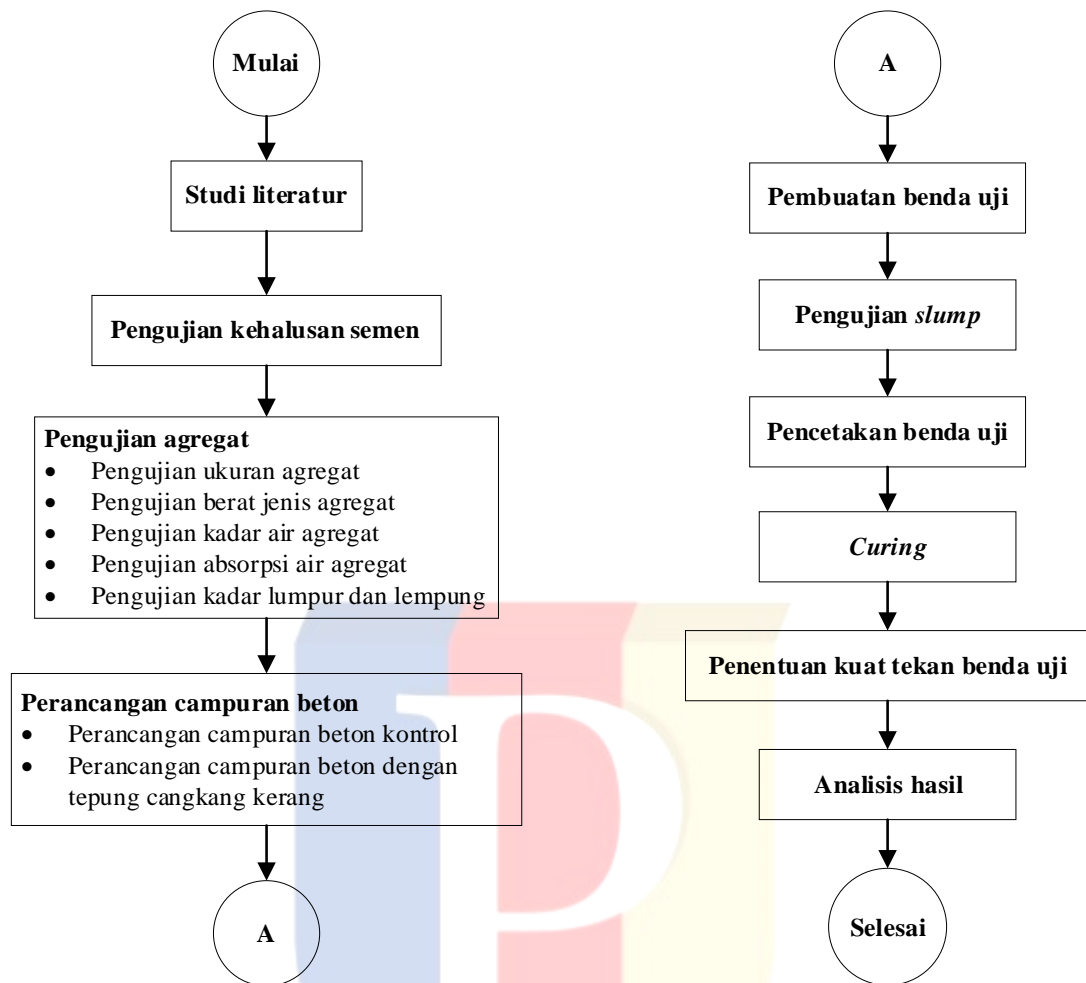 Mulai
Studi literatur
Pengujian kehalusan semen
Pengujian agregat
• Pengujian ukuran agregat
• Pengujian berat jenis agregat
• Pengujian kadar air agregat
• Pengujian absorpsi air agregat
• Pengujian kadar lumpur dan lempung
Perancangan campuran beton
• Perancangan campuran beton kontrol
• Perancangan campuran beton dengan
tepung cangkang kerang
A
A
Pembuatan benda uji
Pengujian slump
Pencetakan benda uji
Curing
Penentuan kuat tekan benda uji
Analisis hasil
Selesai